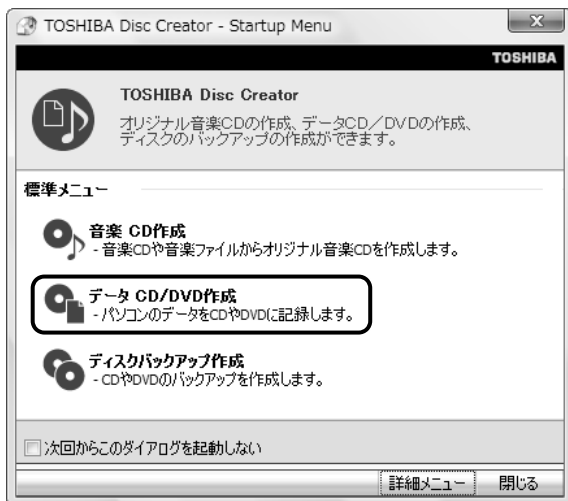 TOSHIBA Disc Creator - Startup Menu
TOSHIBA
TOSHIBA Disc Creator
オリジナル音楽CDの作成、データCD／DVDの作成、
ディスクのバックアップの作成ができます。
標準メニュー
音楽 CD作成
- 音楽CDや音楽ファイルからオリジナル音楽CDを作成します。
データ CD/DVD作成
- パソコンのデータをCDやDVDに記録します。
ディスクバックアップ作成
- CDやDVDのバックアップを作成します。
次回からこのダイアログを起動しない
詳細メニュー 閉じる